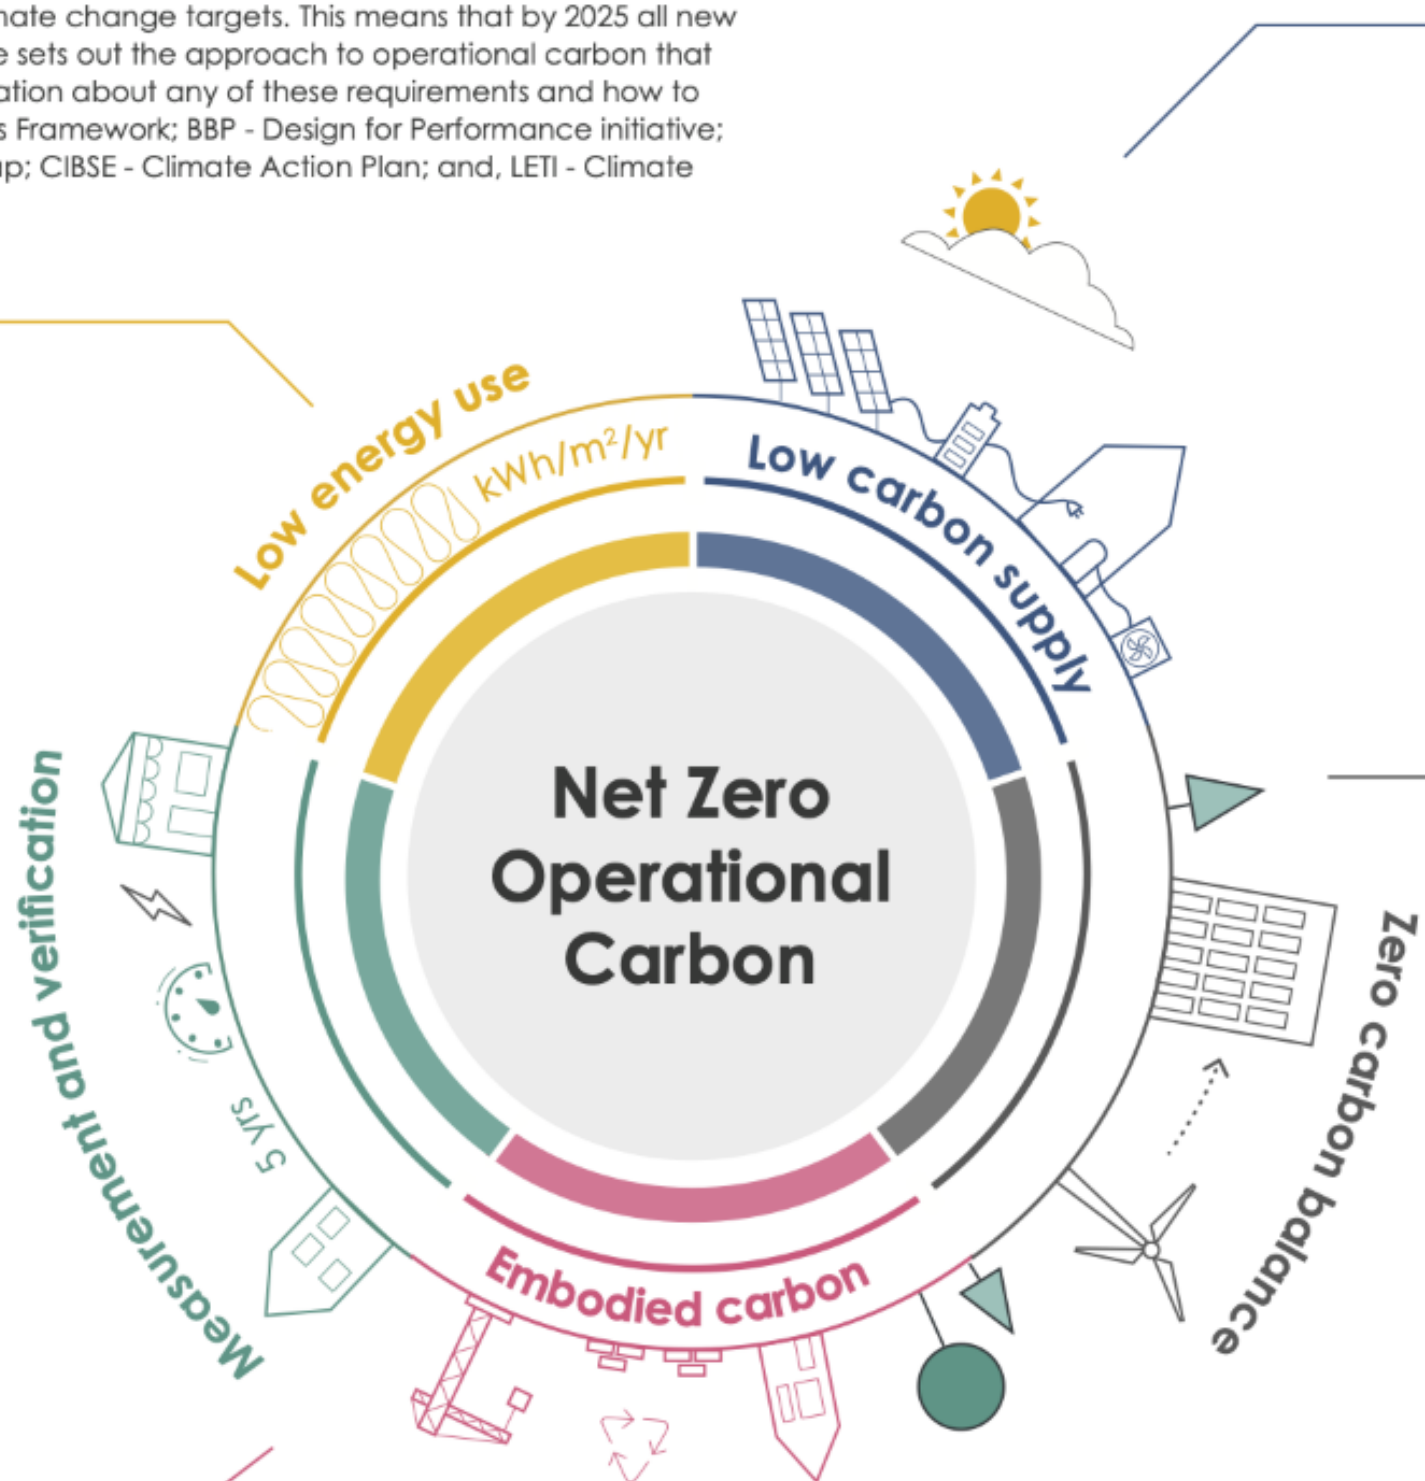 nate change targets. This means that by 2025 all new
e sets out the approach to operational carbon that
ation about any of these requirements and how to
s Framework; BBP - Design for Performance initiative;
ap; CIBSE - Climate Action Plan; and, LETI - Climate
Low energy use
kWh/m²/yr
Low carbon supply
Net Zero
Operational
Carbon
Measurement and verification
5 yrs
Zero carbon balance
Embodied carbon